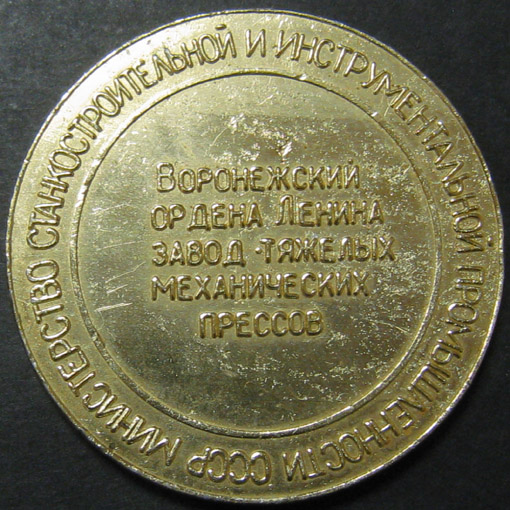 МИНИСТЕРСТВО СТАНКОСТРОИТЕЛЬНОЙ И ИНСТРУМЕНТАЛЬНОЙ ПРОМЫШЛЕННОСТИ СССР
ВОРОНЕЖСКИЙ
ОРДЕНА ЛЕНИНА
ЗАВОД ТЯЖЕЛЫХ
МЕХАНИЧЕСКИХ
ПРЕССОВ